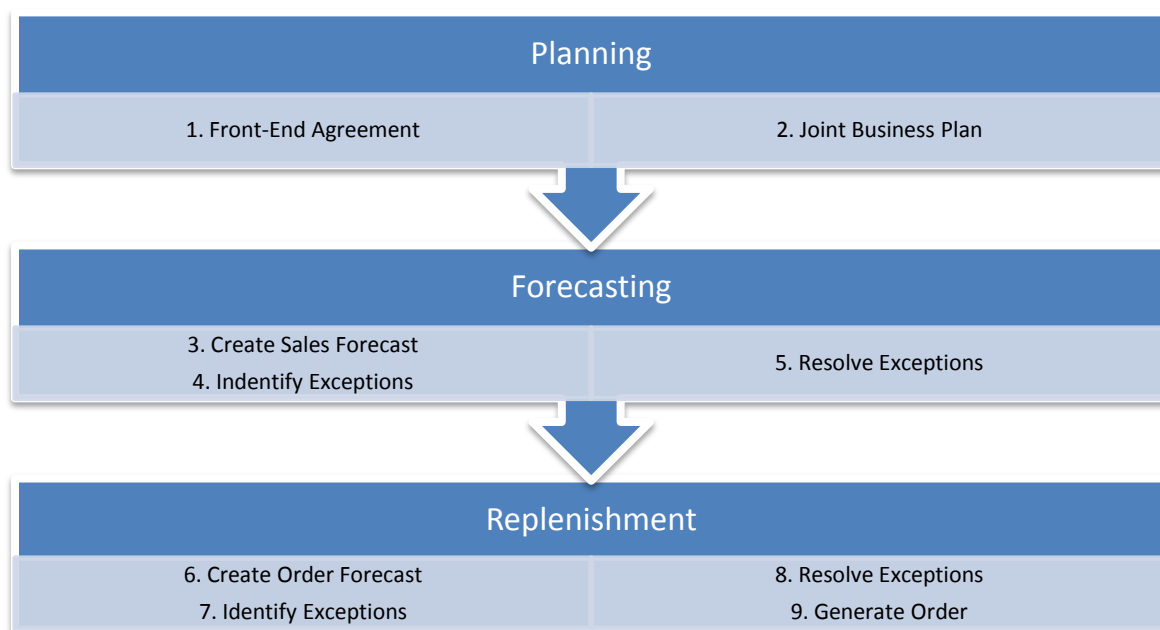 Planning
1. Front-End Agreement
2. Joint Business Plan
Forecasting
3. Create Sales Forecast
4. Indentify Exceptions
5. Resolve Exceptions
Replenishment
6. Create Order Forecast
7. Identify Exceptions
8. Resolve Exceptions
9. Generate Order